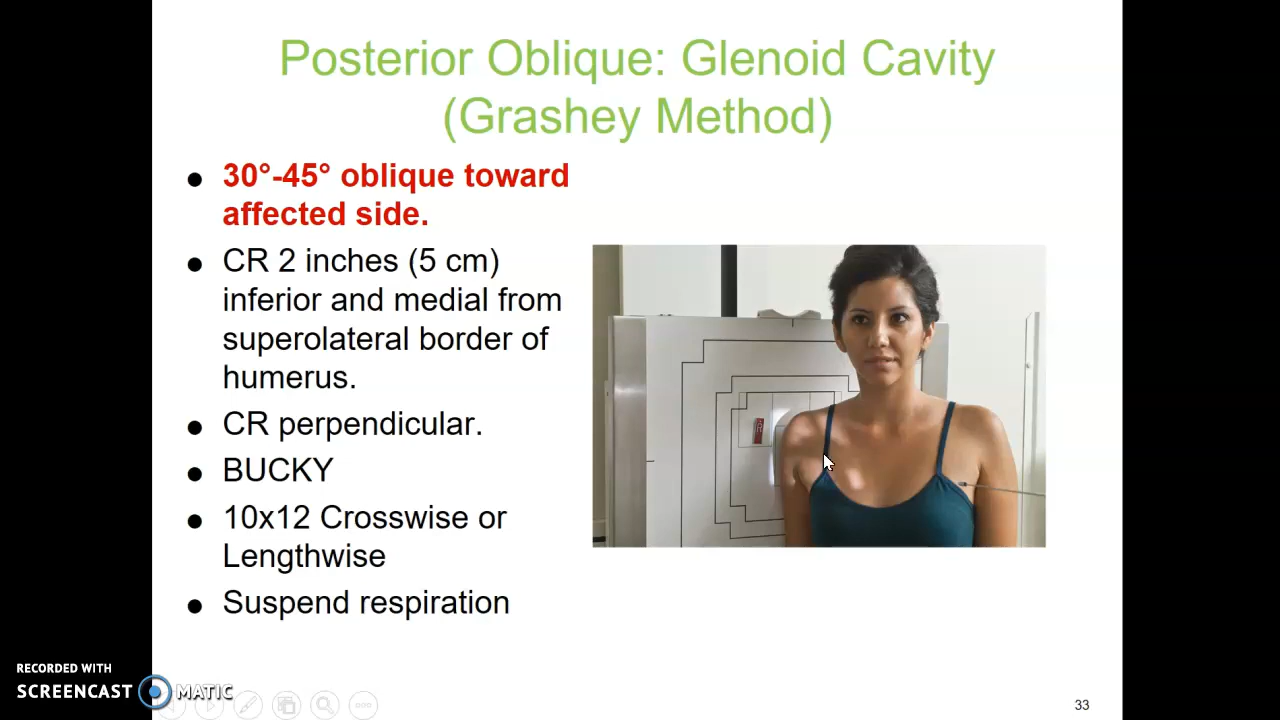 Posterior Oblique: Glenoid Cavity
(Grashey Method)
● 30°-45° oblique toward
affected side.
● CR 2 inches (5 cm)
inferior and medial from
superolateral border of
humerus.
● CR perpendicular.
● BUCKY
● 10x12 Crosswise or
Lengthwise
● Suspend respiration
R
RECORDED WITH
SCREENCAST MATIC
33